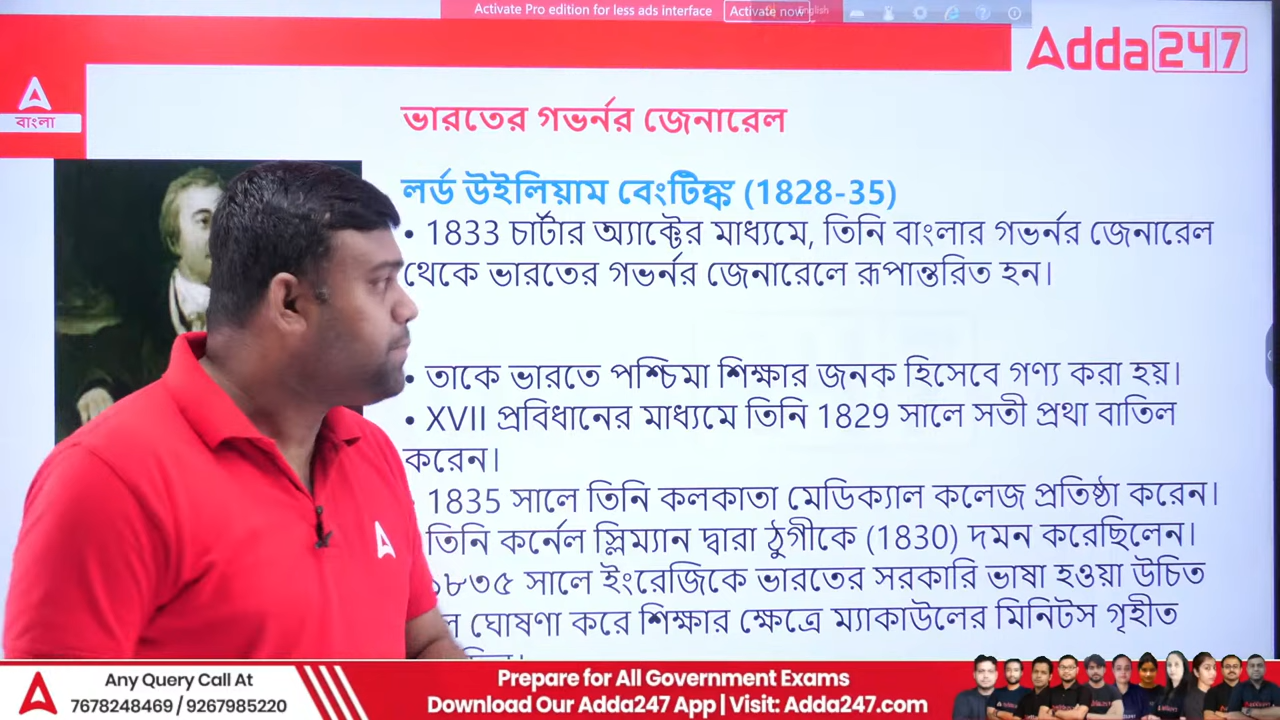 Activate Pro edition for less ads interface
Activate now
English
Adda247
বাংলা
ভারতের গভর্নর জেনারেল
লর্ড উইলিয়াম বেংটিঙ্ক (1828-35)
• 1833 চার্টার অ্যাক্টের মাধ্যমে, তিনি বাংলার গভর্নর জেনারেল
থেকে ভারতের গভর্নর জেনারেলে রূপান্তরিত হন।
• তাকে ভারতে পশ্চিমা শিক্ষার জনক হিসেবে গণ্য করা হয়।
• XVII প্রবিধানের মাধ্যমে তিনি 1829 সালে সতী প্রথা বাতিল
করেন।
1835 সালে তিনি কলকাতা মেডিক্যাল কলেজ প্রতিষ্ঠা করেন।
তিনি কর্নেল স্লিম্যান দ্বারা ঠুগীকে (1830) দমন করেছিলেন।
১৮৩৫ সালে ইংরেজিকে ভারতের সরকারি ভাষা হওয়া উচিত
ঘোষণা করে শিক্ষার ক্ষেত্রে ম্যাকাউলের মিনিটস গৃহীত
Any Query Call At
7678248469 / 9267985220
Prepare for All Government Exams
Download Our Adda247 App | Visit: Adda247.com